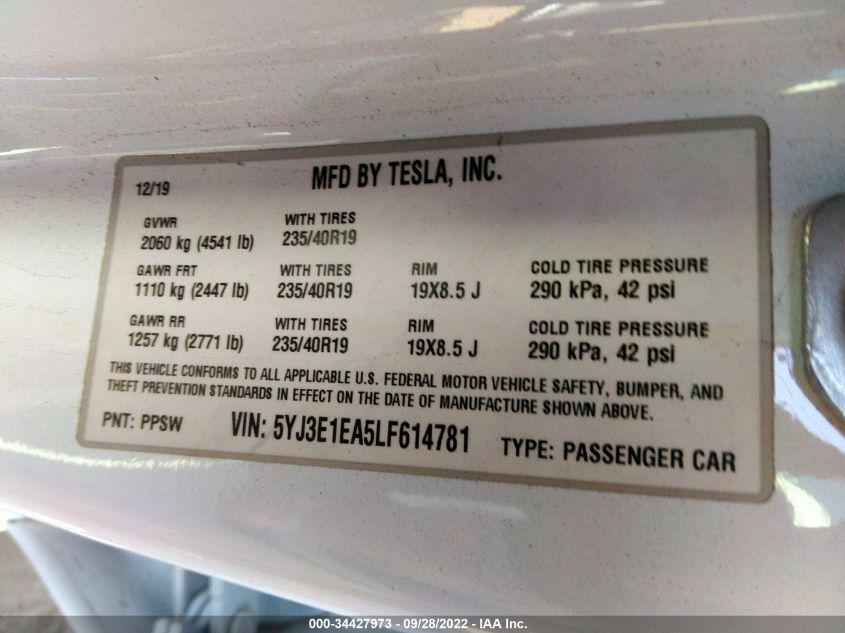 12/19 MFD BY TESLA, INC.
GVWR WITH TIRES
2060 kg (4541 lb) 235/40R19
GAWR FRT WITH TIRES RIM COLD TIRE PRESSURE
1110 kg (2447 lb) 235/40R19 19X8.5 J 290 kPa, 42 psi
GAWR RR WITH TIRES RIM COLD TIRE PRESSURE
1257 kg (2771 lb) 235/40R19 19X8.5 J 290 kPa, 42 psi
THIS VEHICLE CONFORMS TO ALL APPLICABLE U.S. FEDERAL MOTOR VEHICLE SAFETY, BUMPER, AND
THEFT PREVENTION STANDARDS IN EFFECT ON THE DATE OF MANUFACTURE SHOWN ABOVE.
PNT: PPSW VIN: 5YJ3E1EA5LF614781 TYPE: PASSENGER CAR
000-34427973 - 09/28/2022 - IAA Inc.